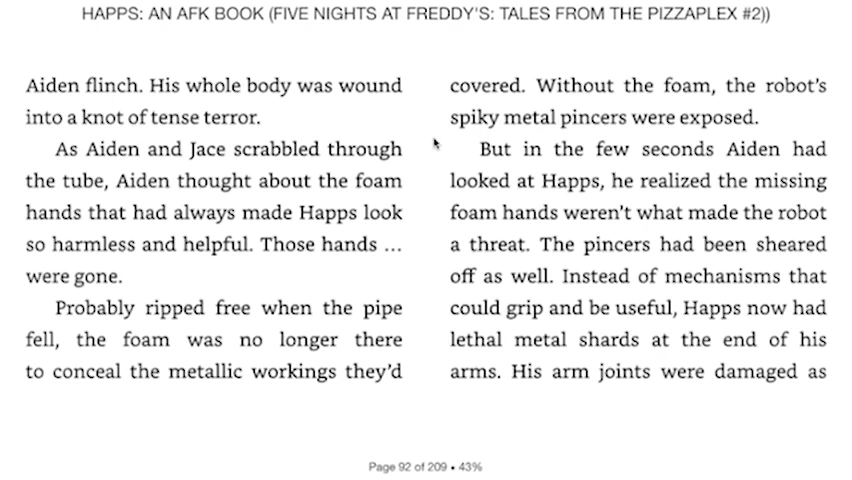 HAPPS: AN AFK BOOK (FIVE NIGHTS AT FREDDY'S: TALES FROM THE PIZZAPLEX #2))
Aiden flinch. His whole body was wound
into a knot of tense terror.
As Aiden and Jace scrabbled through
the tube, Aiden thought about the foam
hands that had always made Happs look
so harmless and helpful. Those hands ...
were gone.
Probably ripped free when the pipe
fell, the foam was no longer there
to conceal the metallic workings they’d
covered. Without the foam, the robot’s
spiky metal pincers were exposed.
But in the few seconds Aiden had
looked at Happs, he realized the missing
foam hands weren’t what made the robot
a threat. The pincers had been sheared
off as well. Instead of mechanisms that
could grip and be useful, Happs now had
lethal metal shards at the end of his
arms. His arm joints were damaged as
Page 92 of 209 • 43%